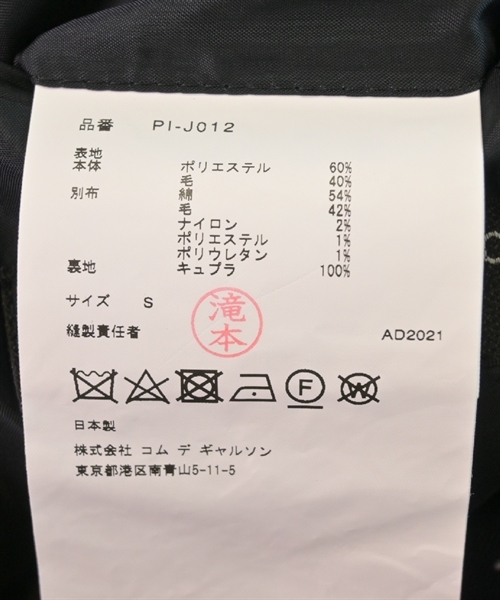 品番 PI-J012
表地
本体 ポリエステル 60%
毛 40%
別布 綿 54%
毛 42%
ナイロン 2%
ポリエステル 1%
ポリウレタン 1%
裏地 キュプラ 100%
サイズ S
縫製責任者 滝本 AD2021
F W
日本製
株式会社 コム デ ギャルソン
東京都港区南青山5-11-5